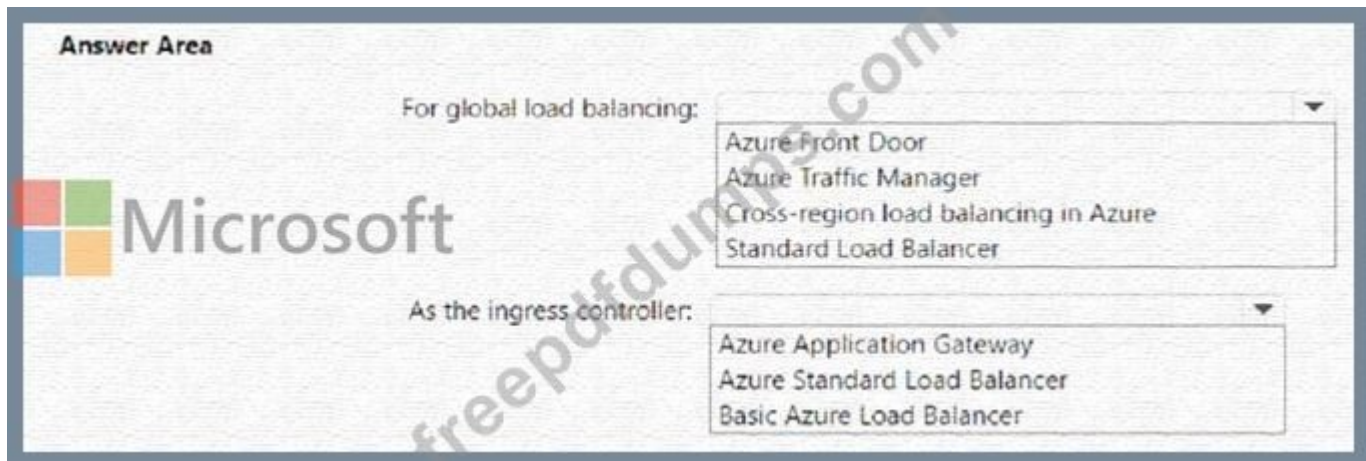 Answer Area
For global load balancing:
Azure Front Door
Azure Traffic Manager
Cross-region load balancing in Azure
Standard Load Balancer
Microsoft
As the ingress controller:
Azure Application Gateway
Azure Standard Load Balancer
Basic Azure Load Balancer
freepdfdumps.com